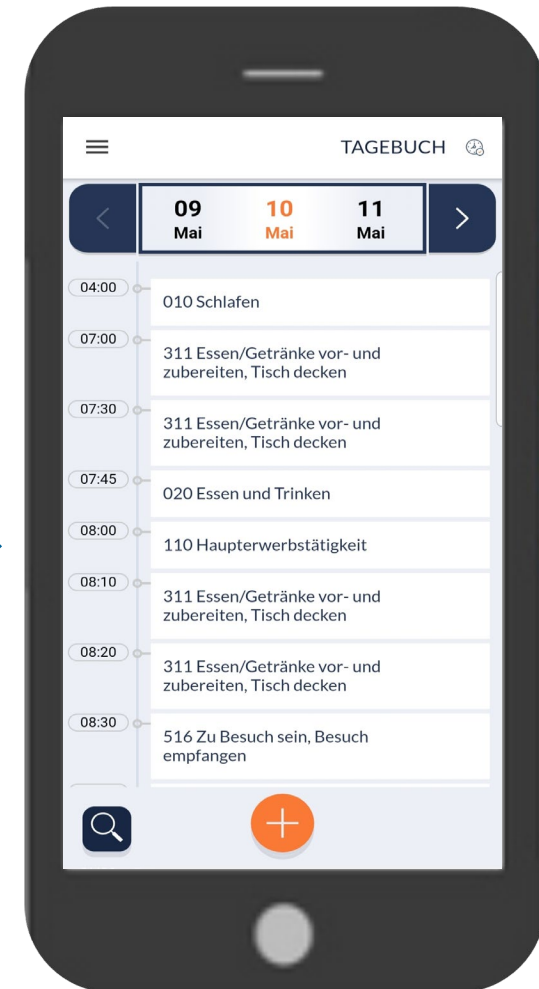 TAGEBUCH
09 10 11
Mai Mai Mai
04:00
010 Schlafen
07:00
311 Essen/Getränke vor- und
zubereiten, Tisch decken
07:30
311 Essen/Getränke vor- und
zubereiten, Tisch decken
07:45
020 Essen und Trinken
08:00
110 Haupterwerbstätigkeit
08:10
311 Essen/Getränke vor- und
zubereiten, Tisch decken
08:20
311 Essen/Getränke vor- und
zubereiten, Tisch decken
08:30
516 Zu Besuch sein, Besuch
empfangen